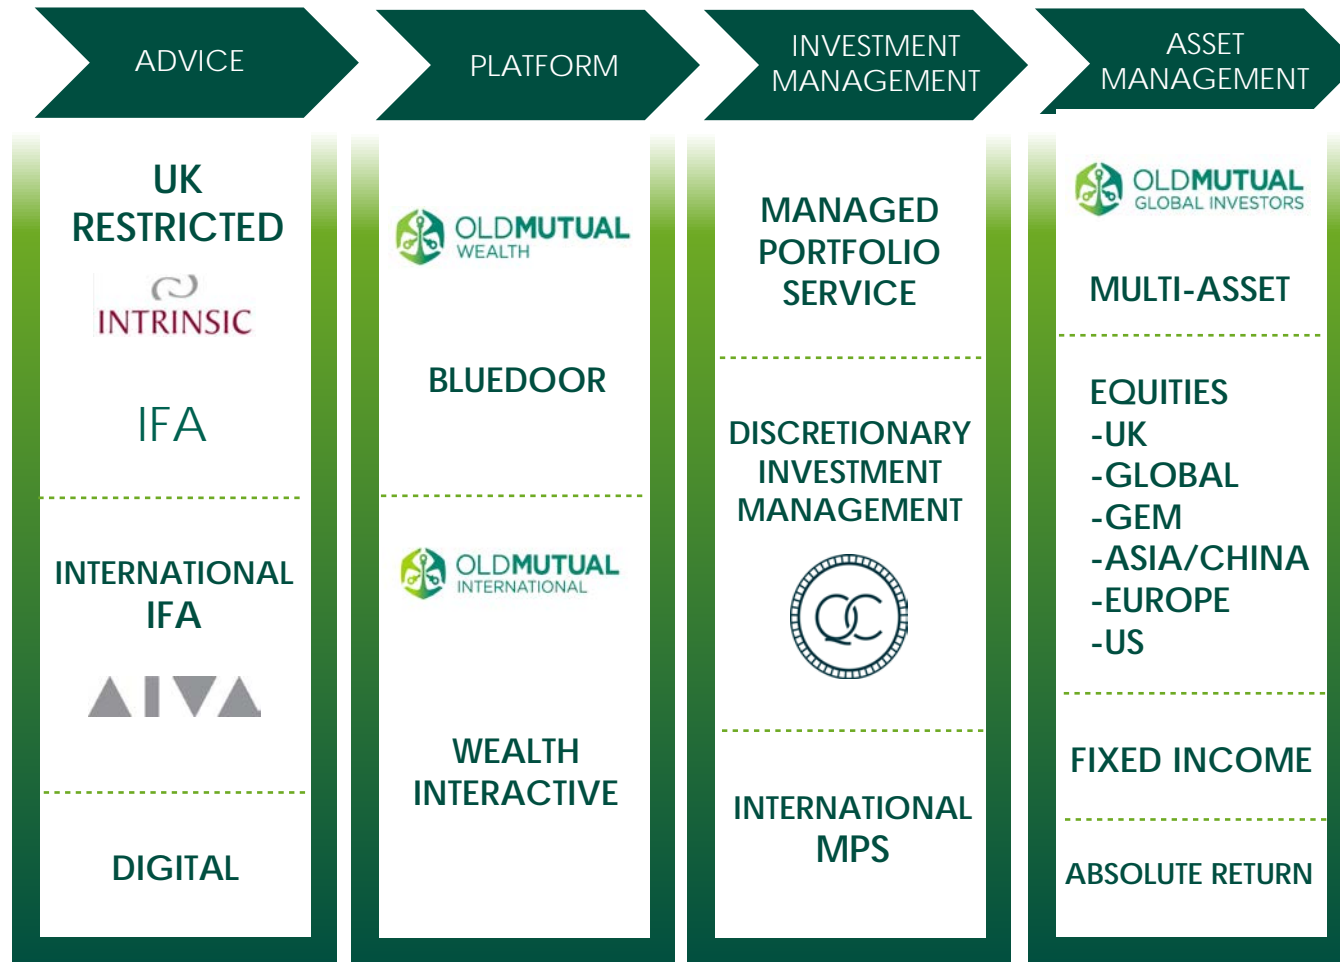 ADVICE
UK
RESTRICTED
INTRINSIC
IFA
INTERNATIONAL
IFA
AIVA
DIGITAL
PLATFORM
OLDMUTUAL
WEALTH
BLUEDOOR
OLDMUTUAL
INTERNATIONAL
WEALTH
INTERACTIVE
INVESTMENT
MANAGEMENT
MANAGED
PORTFOLIO
SERVICE
DISCRETIONARY
INVESTMENT
MANAGEMENT
QC
INTERNATIONAL
MPS
ASSET
MANAGEMENT
OLDMUTUAL
GLOBAL INVESTORS
MULTI-ASSET
EQUITIES
-UK
-GLOBAL
-GEM
-ASIA/CHINA
-EUROPE
-US
FIXED INCOME
ABSOLUTE RETURN